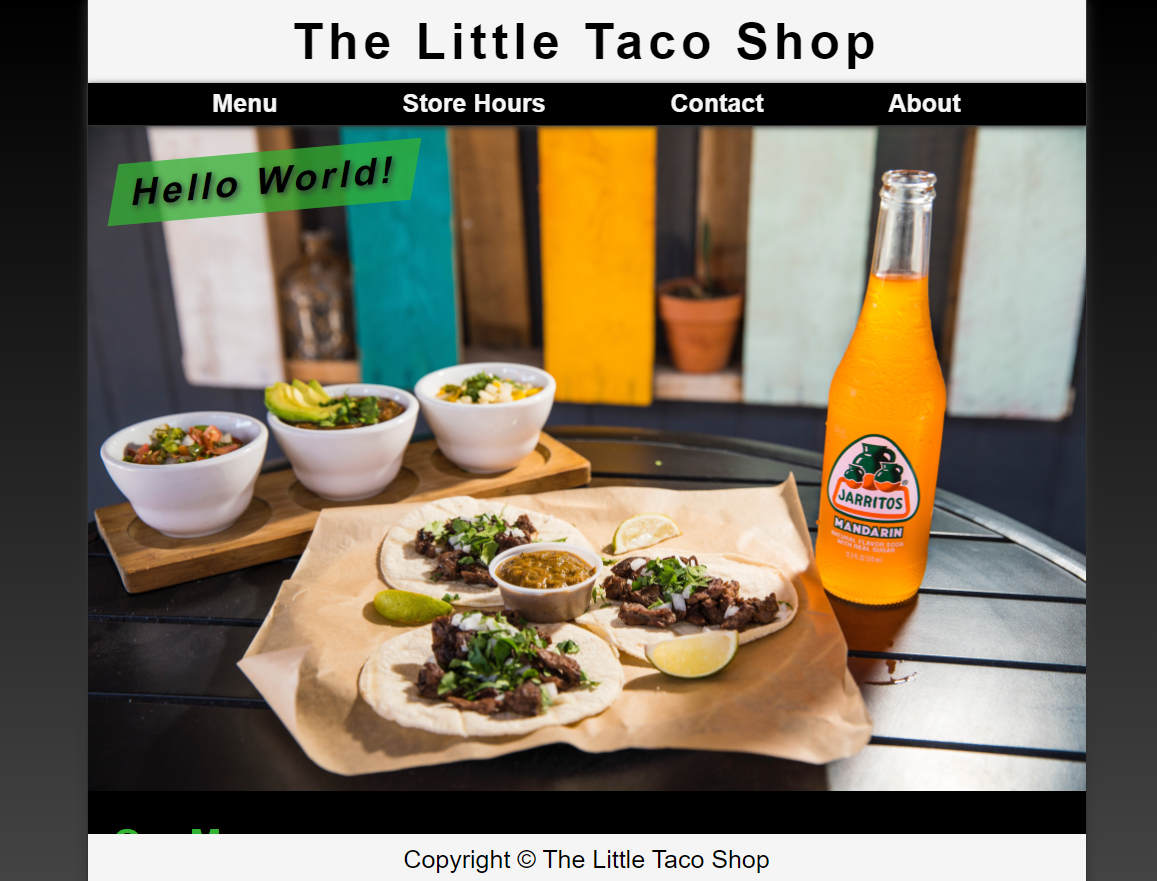 The Little Taco Shop
Menu Store Hours Contact About
Hello World!
JARRITOS
MANDARIN
NATURAL FLAVOR SODA
WITH REAL SUGAR
Copyright © The Little Taco Shop